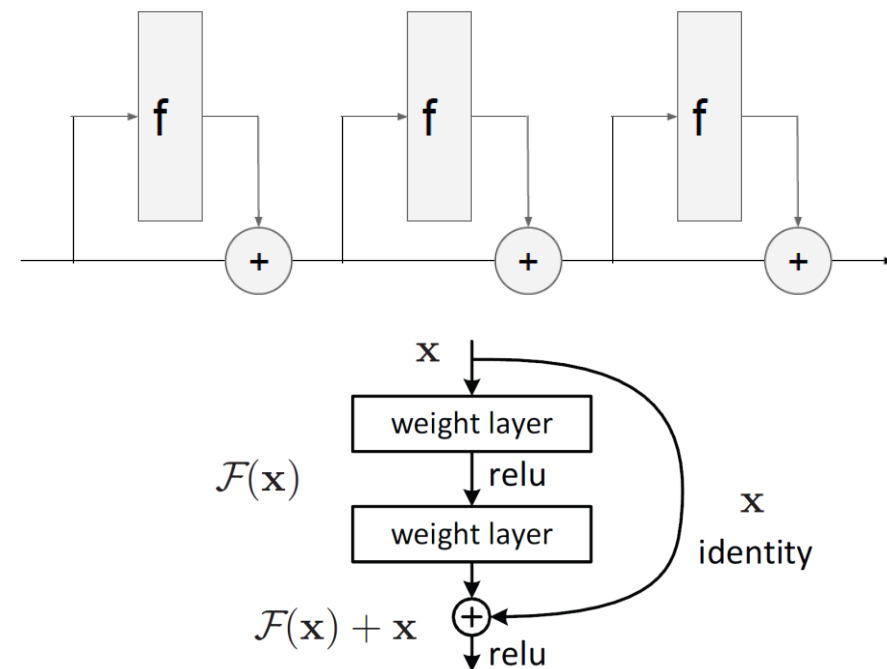 f f f
+ + +
x
weight layer
F(x) relu
x
weight layer
identity
+
F(x) + x
relu